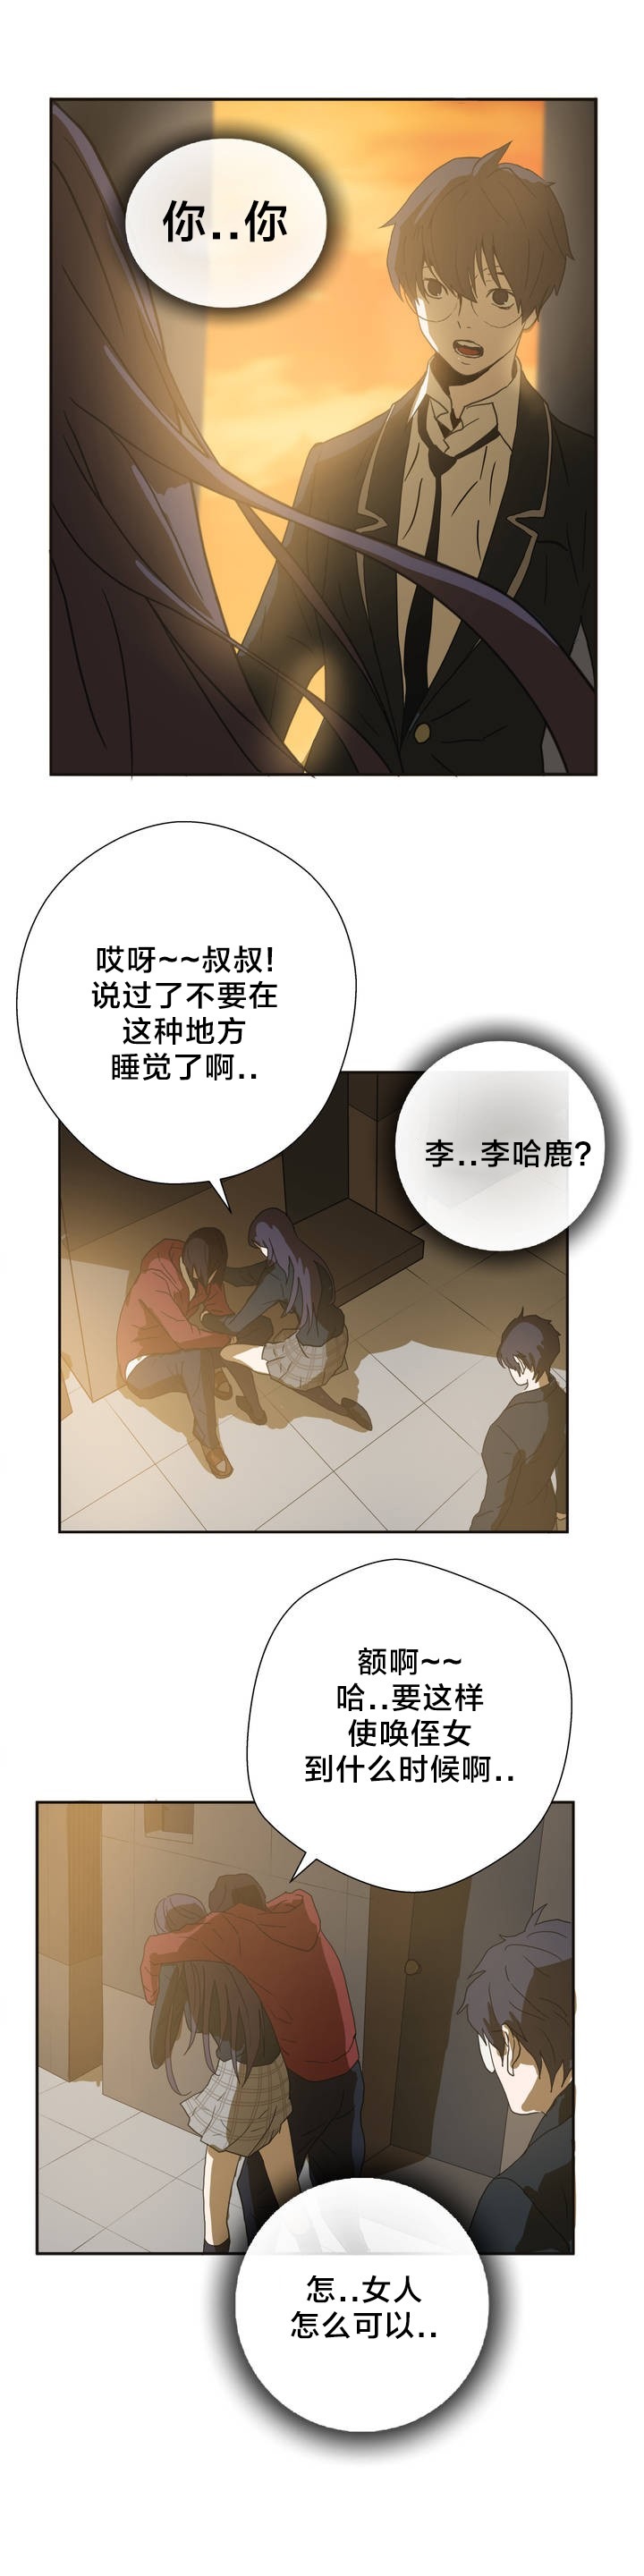 你..你
哎呀~~叔叔!
说过了不要在
这种地方
睡觉了啊..
李..李哈鹿?
额啊~~
哈..要这样
使唤侄女
到什么时候啊..
怎..女人
怎么可以..